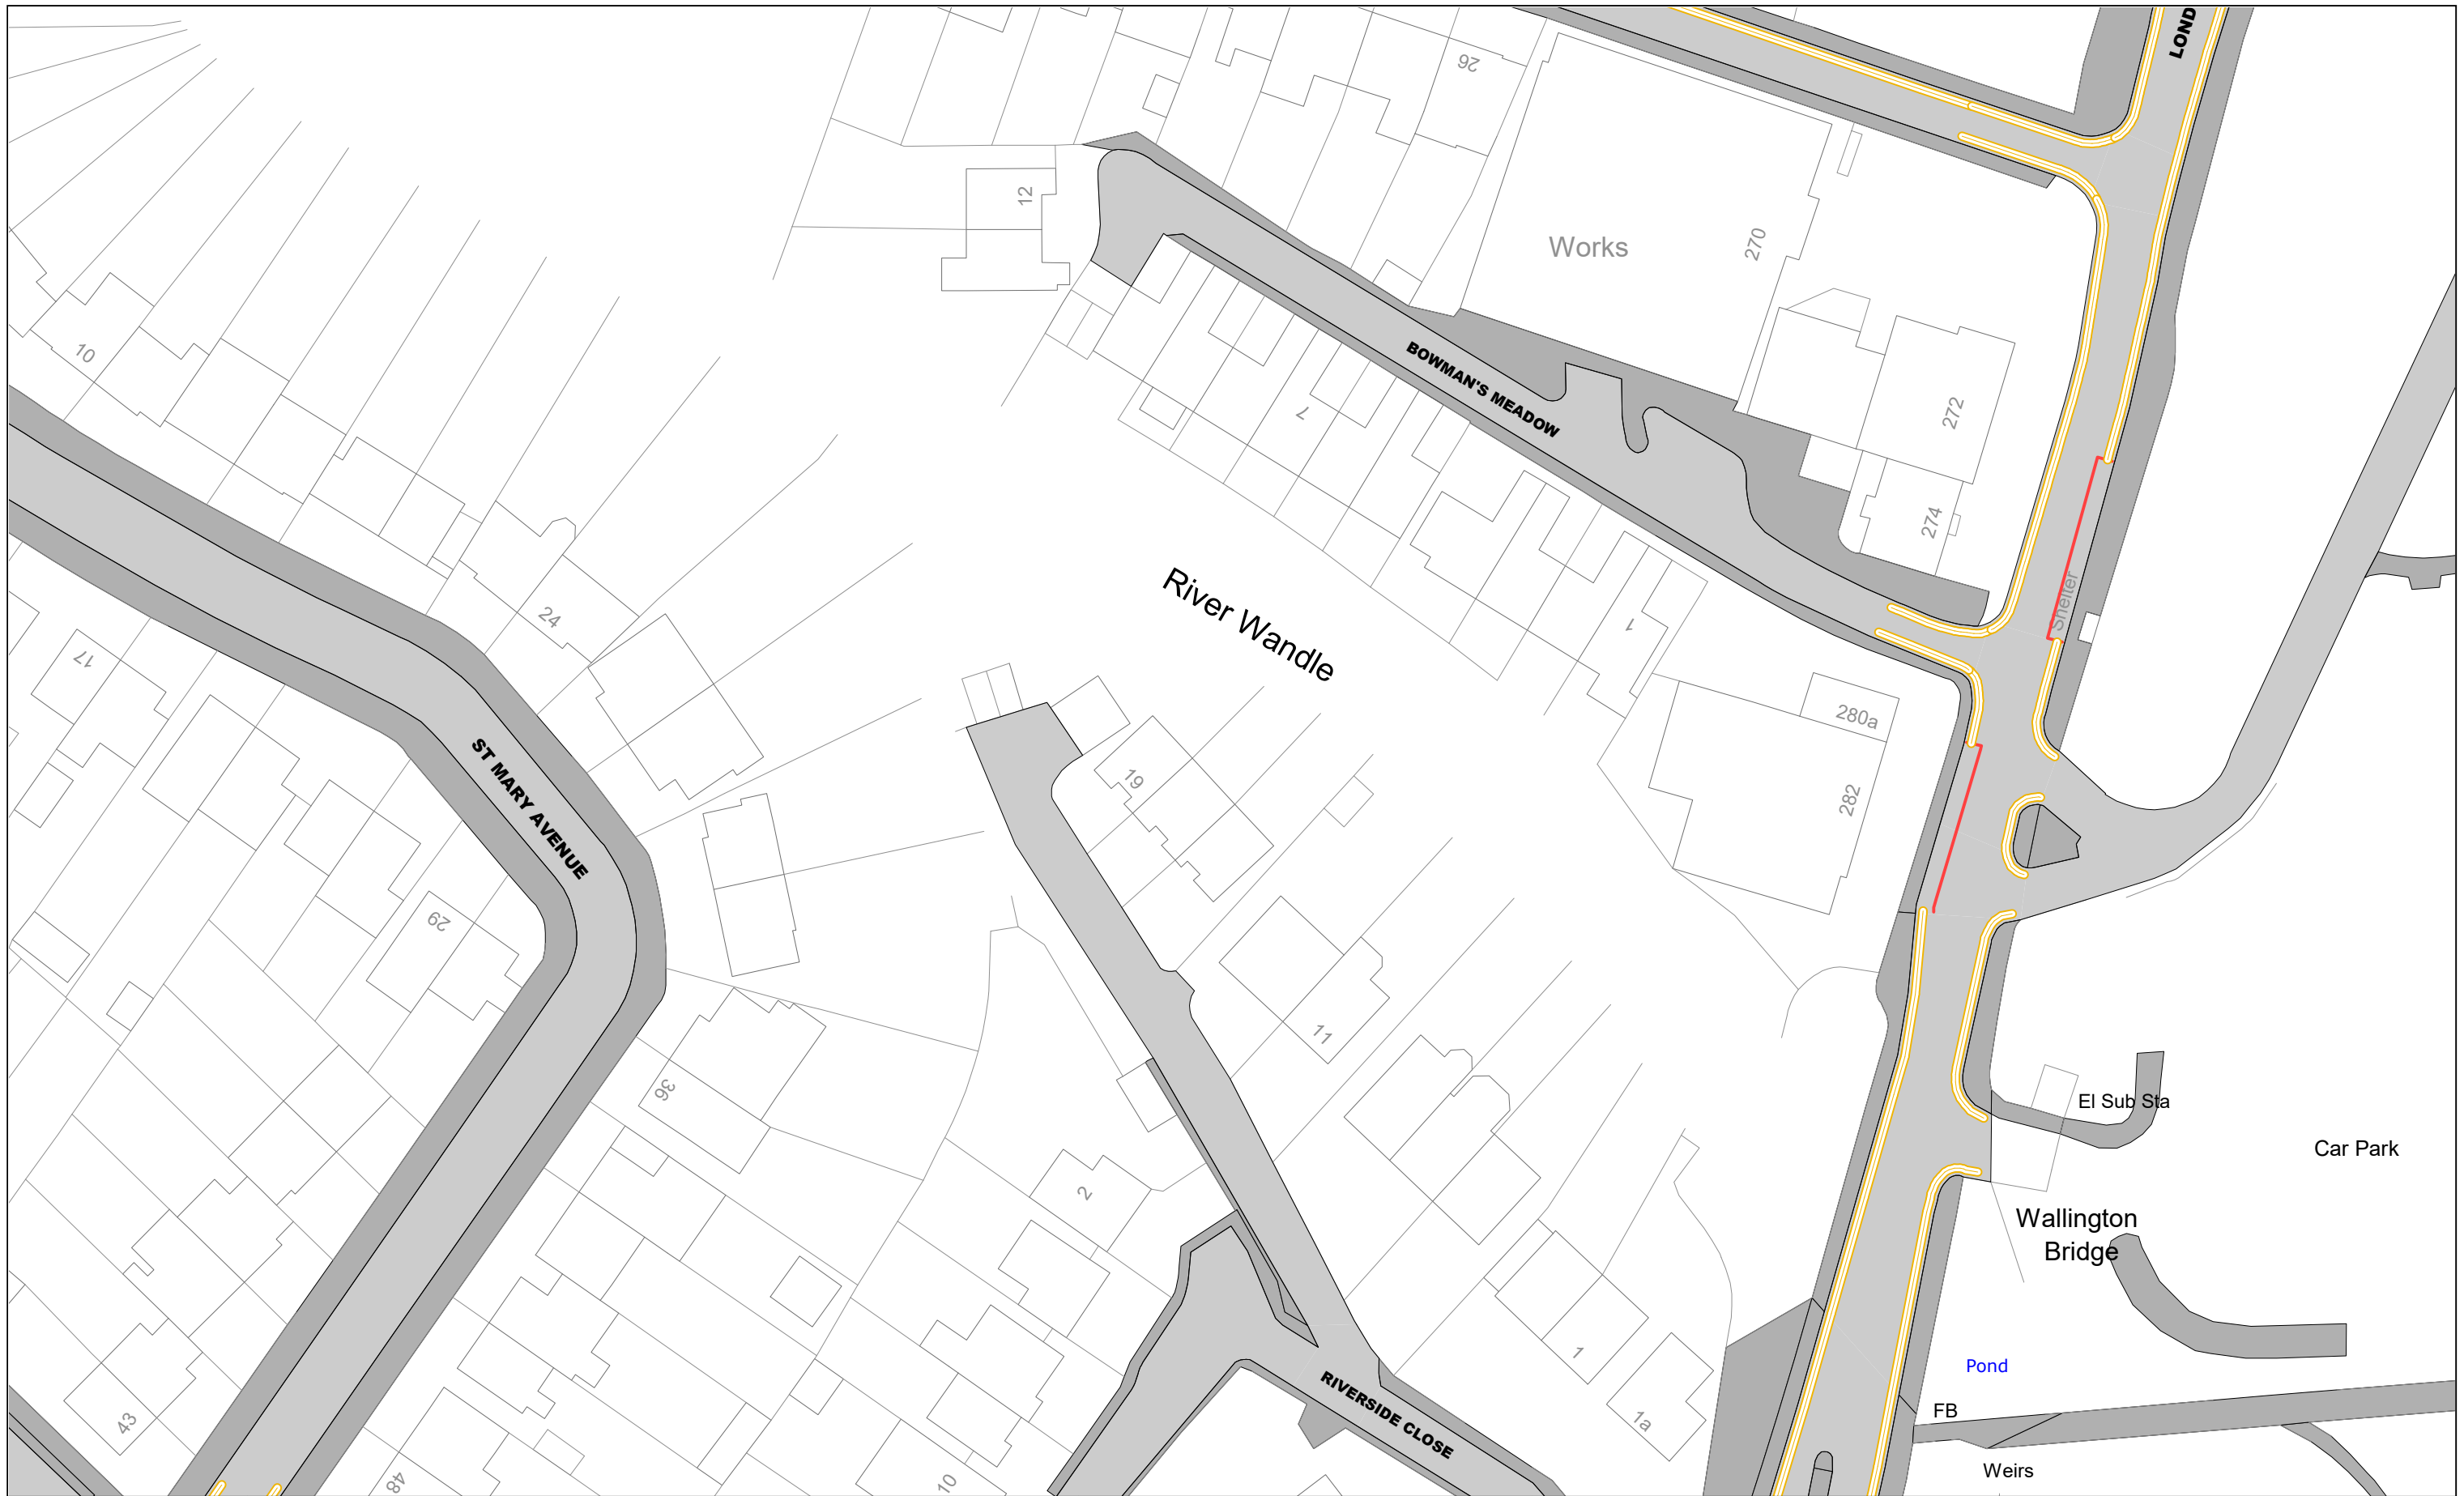 LOND
26
12
Works
270
10
BOWMAN'S MEADOW
7
272
274
24
River Wandle
Shelter
1
17
280a
ST MARY AVENUE
19
282
29
11
36
El Sub Sta
Car Park
2
Wallington
Bridge
1
Pond
RIVERSIDE CLOSE
FB
1a
43
Weirs
48
10